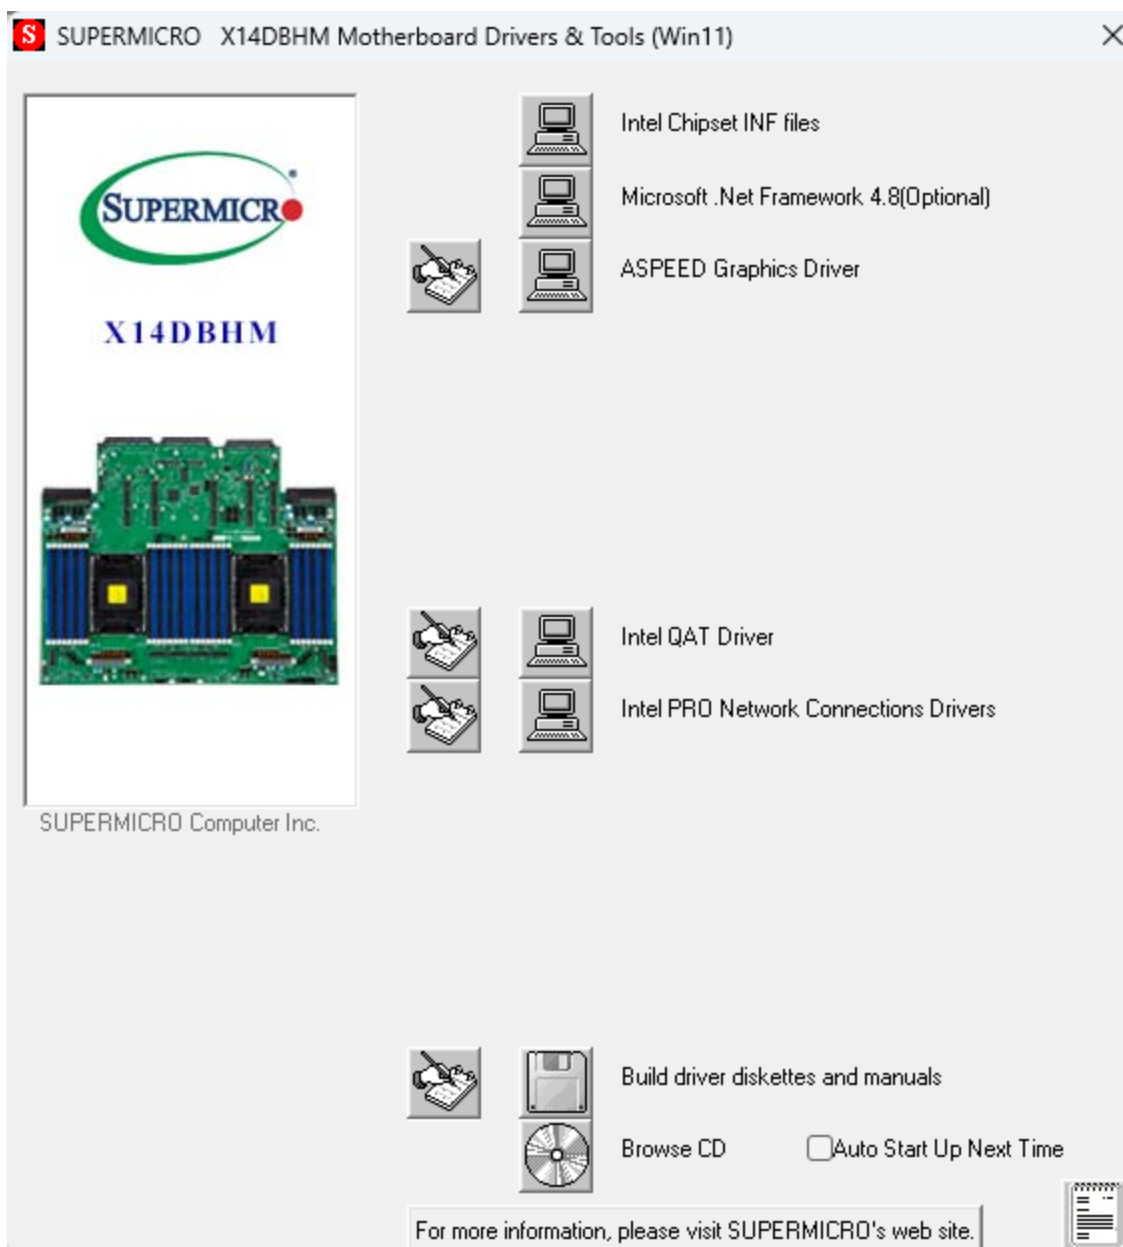 S SUPERMICRO X14DBHM Motherboard Drivers & Tools (Win11)
SUPERMICRO
X14DBHM
SUPERMICRO Computer Inc.
Intel Chipset INF files
Microsoft .Net Framework 4.8(Optional)
ASPEED Graphics Driver
Intel QAT Driver
Intel PRO Network Connections Drivers
Build driver diskettes and manuals
Browse CD Auto Start Up Next Time
For more information, please visit SUPERMICRO's web site.